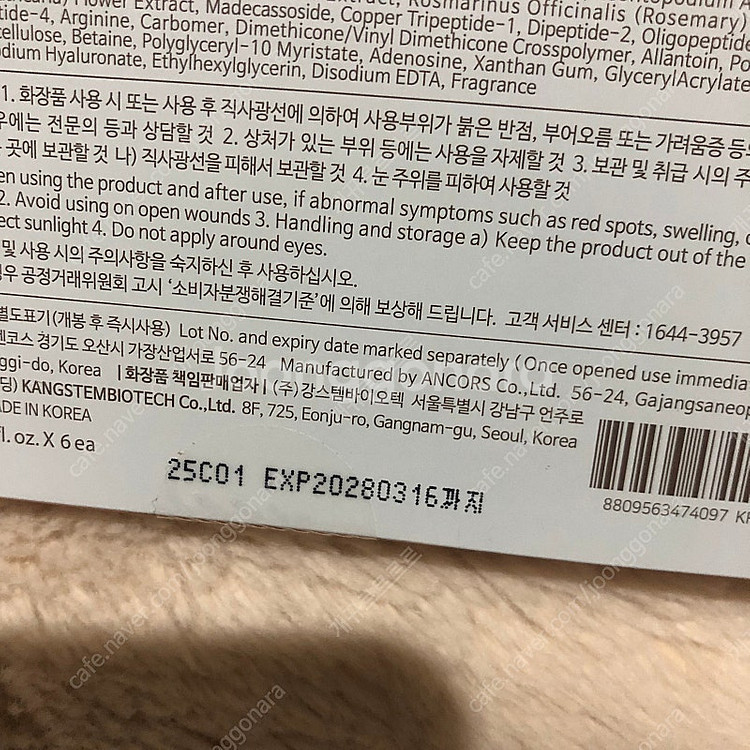 Flower Extract, Madecassoside, Copper Tripeptide-1, Rosmarinus Officinalis (Rosemary)
tide-4, Arginine, Carbomer, Dimethicone/Vinyl Dimethicone Crosspolymer, Dipeptide-2, Oligopeptide
cellulose, Betaine, Polyglyceryl-10 Myristate, Adenosine, Xanthan Gum, Allantoin,
Sodium Hyaluronate, Ethylhexylglycerin, Disodium EDTA, Fragrance GlycerylAcrylate
1. 화장품 사용 시 또는 사용 후 직사광선에 의하여 사용부위가 붉은 반점, 부어오름 또는 가려움증 등의
우에는 전문의 등과 상담할 것 2. 상처가 있는 부위 등에는 사용을 자제할 것 3. 보관 및 취급 시의 주
곳에 보관할 것 나) 직사광선을 피해서 보관할 것 4. 눈 주위를 피하여 사용할 것
en using the product and after use, if abnormal symptoms such as red spots, swelling,
2. Avoid using on open wounds 3. Handling and storage a) Keep the product out of the
ect sunlight 4. Do not apply around eyes.
및 사용 시의 주의사항을 숙지하신 후 사용하십시오.
경우 공정거래위원회 고시 '소비자분쟁해결기준'에 의해 보상해 드립니다. 고객 서비스 센터 : 1644-3957
별도표기(개봉 후 즉시사용) Lot No. and expiry date marked separately (Once opened use immedia
앤코스 경기도 오산시 가장산업서로 56-24 Manufactured by ANCORS Co.,Ltd. 56-24, Gajangsaneop
ggi-do, Korea |화장품 책임판매업자| (주)강스템바이오텍 서울특별시 강남구 언주로
딩) KANGSTEMBIOTECH Co.,Ltd. 8F, 725, Eonju-ro, Gangnam-gu, Seoul, Korea
MADE IN KOREA
fl. oz. X 6 ea
25C01 EXP20280316까지
8809563474097
cafe.naver.com/joonggonara
joonggonara